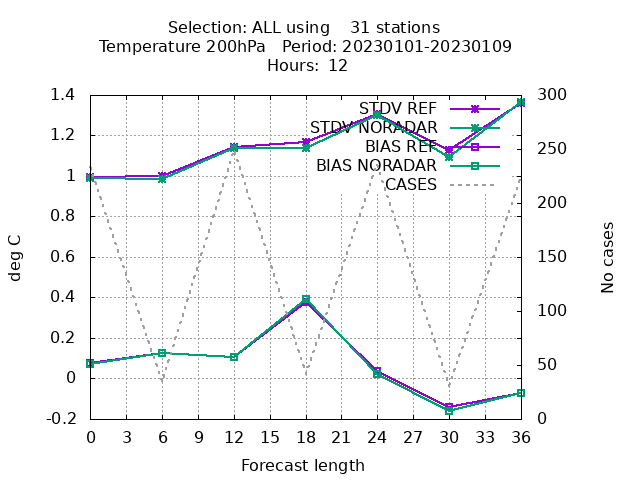 Selection: ALL using    31 stations
Temperature 200hPa   Period: 20230101-20230109
Hours:  12
STDV REF
STDV NORADAR
BIAS REF
BIAS NORADAR
CASES
deg C
1.4
1.2
1
0.8
0.6
0.4
0.2
0
-0.2
300
250
200
150
100
50
0
No cases
0 3 6 9 12 15 18 21 24 27 30 33 36
Forecast length